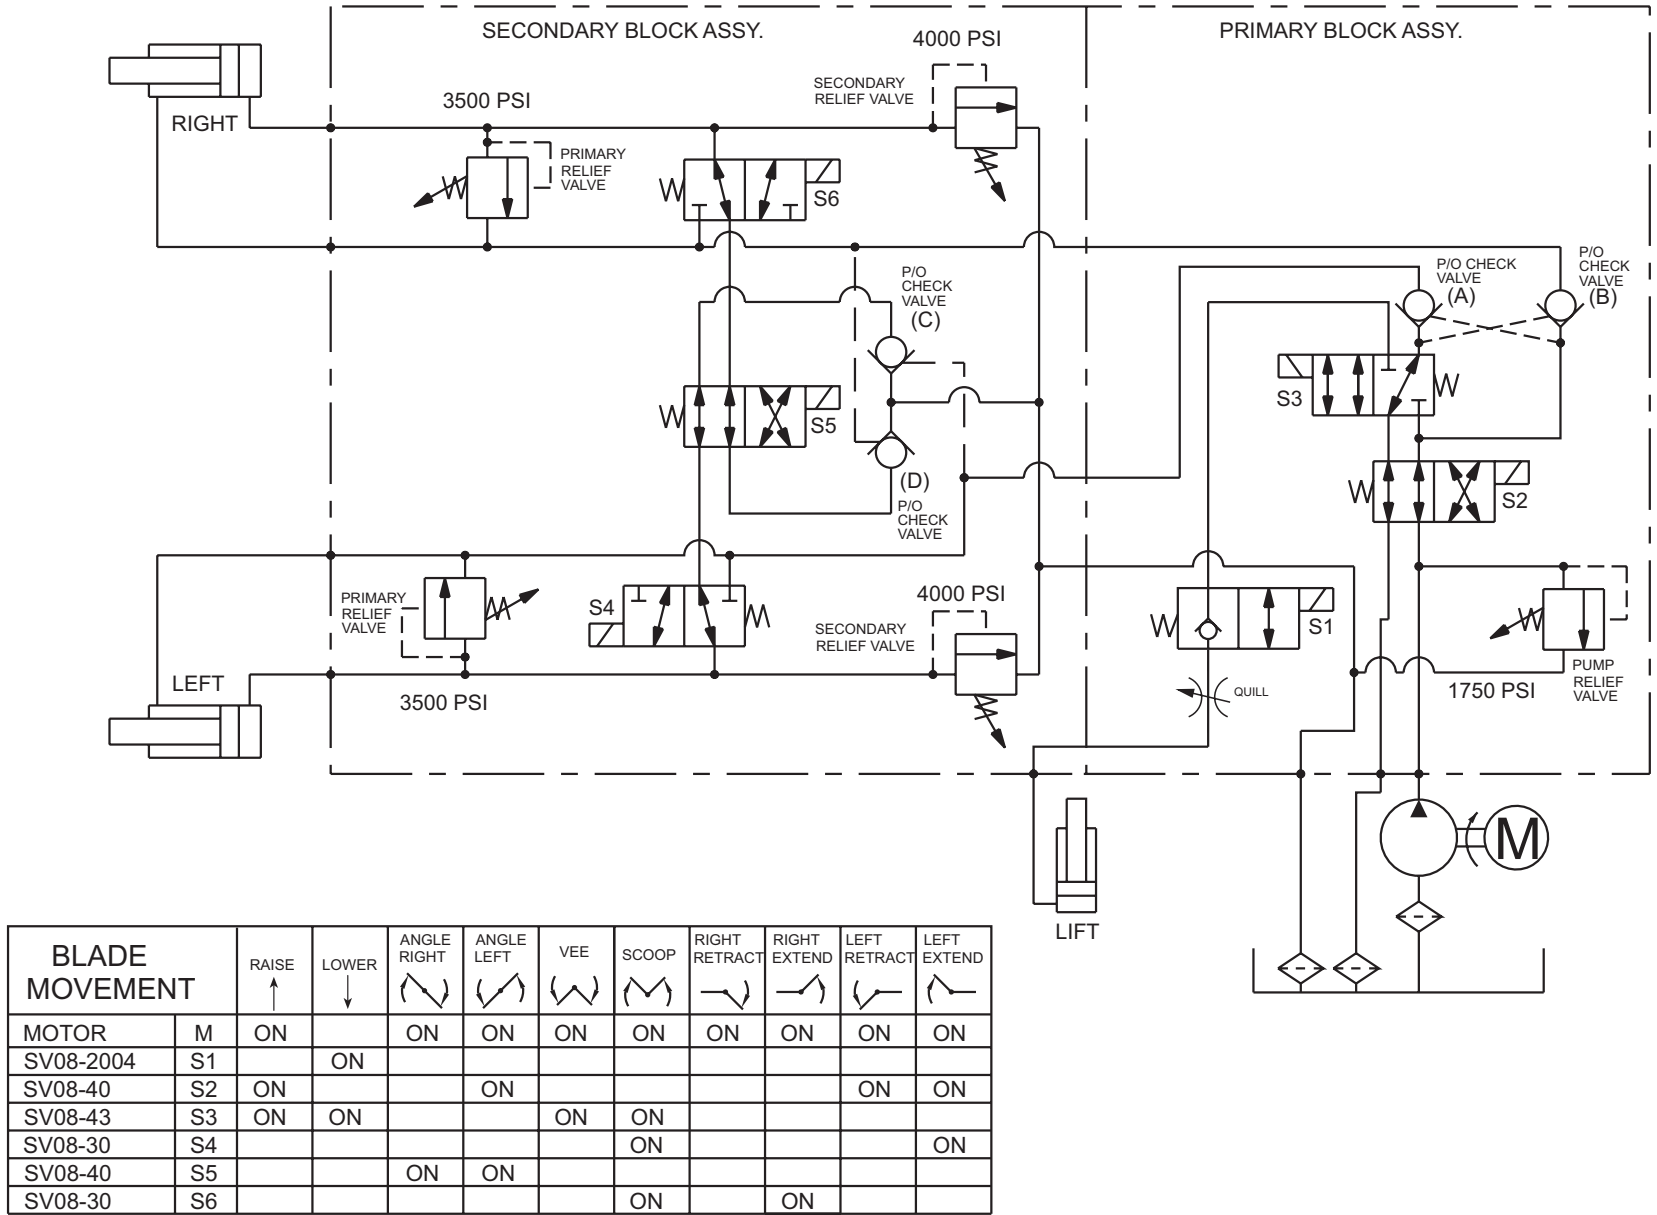 SECONDARY BLOCK ASSY.
4000 PSI
PRIMARY BLOCK ASSY.
SECONDARY
RELIEF VALVE
3500 PSI
RIGHT
PRIMARY
RELIEF
VALVE
S6
P/O
CHECK
VALVE
(C)
P/O CHECK
VALVE
(A)
P/O
CHECK
VALVE
(B)
S3
S5
(D)
P/O
CHECK
VALVE
S2
PRIMARY
RELIEF
VALVE
S4
4000 PSI
SECONDARY
RELIEF VALVE
S1
LEFT
3500 PSI
QUILL
1750 PSI
PUMP
RELIEF
VALVE
M
LIFT
BLADE
MOVEMENT
RAISE
LOWER
ANGLE
RIGHT
ANGLE
LEFT
VEE
SCOOP
RIGHT
RETRACT
RIGHT
EXTEND
LEFT
RETRACT
LEFT
EXTEND
MOTOR M ON ON ON ON ON ON ON ON ON
SV08-2004 S1 ON
SV08-40 S2 ON ON ON ON
SV08-43 S3 ON ON ON ON
SV08-30 S4 ON ON
SV08-40 S5 ON ON
SV08-30 S6 ON ON